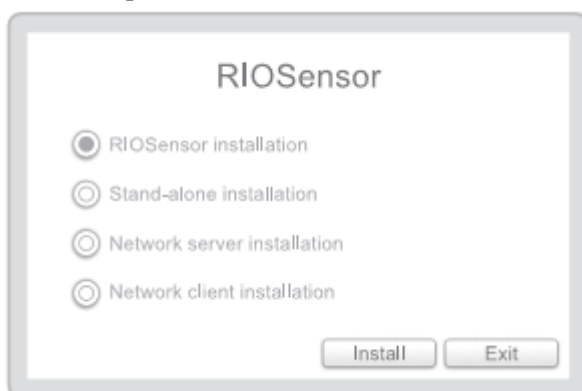 RIOSensor
RIOSensor installation
Stand-alone installation
Network server installation
Network client installation
Install
Exit